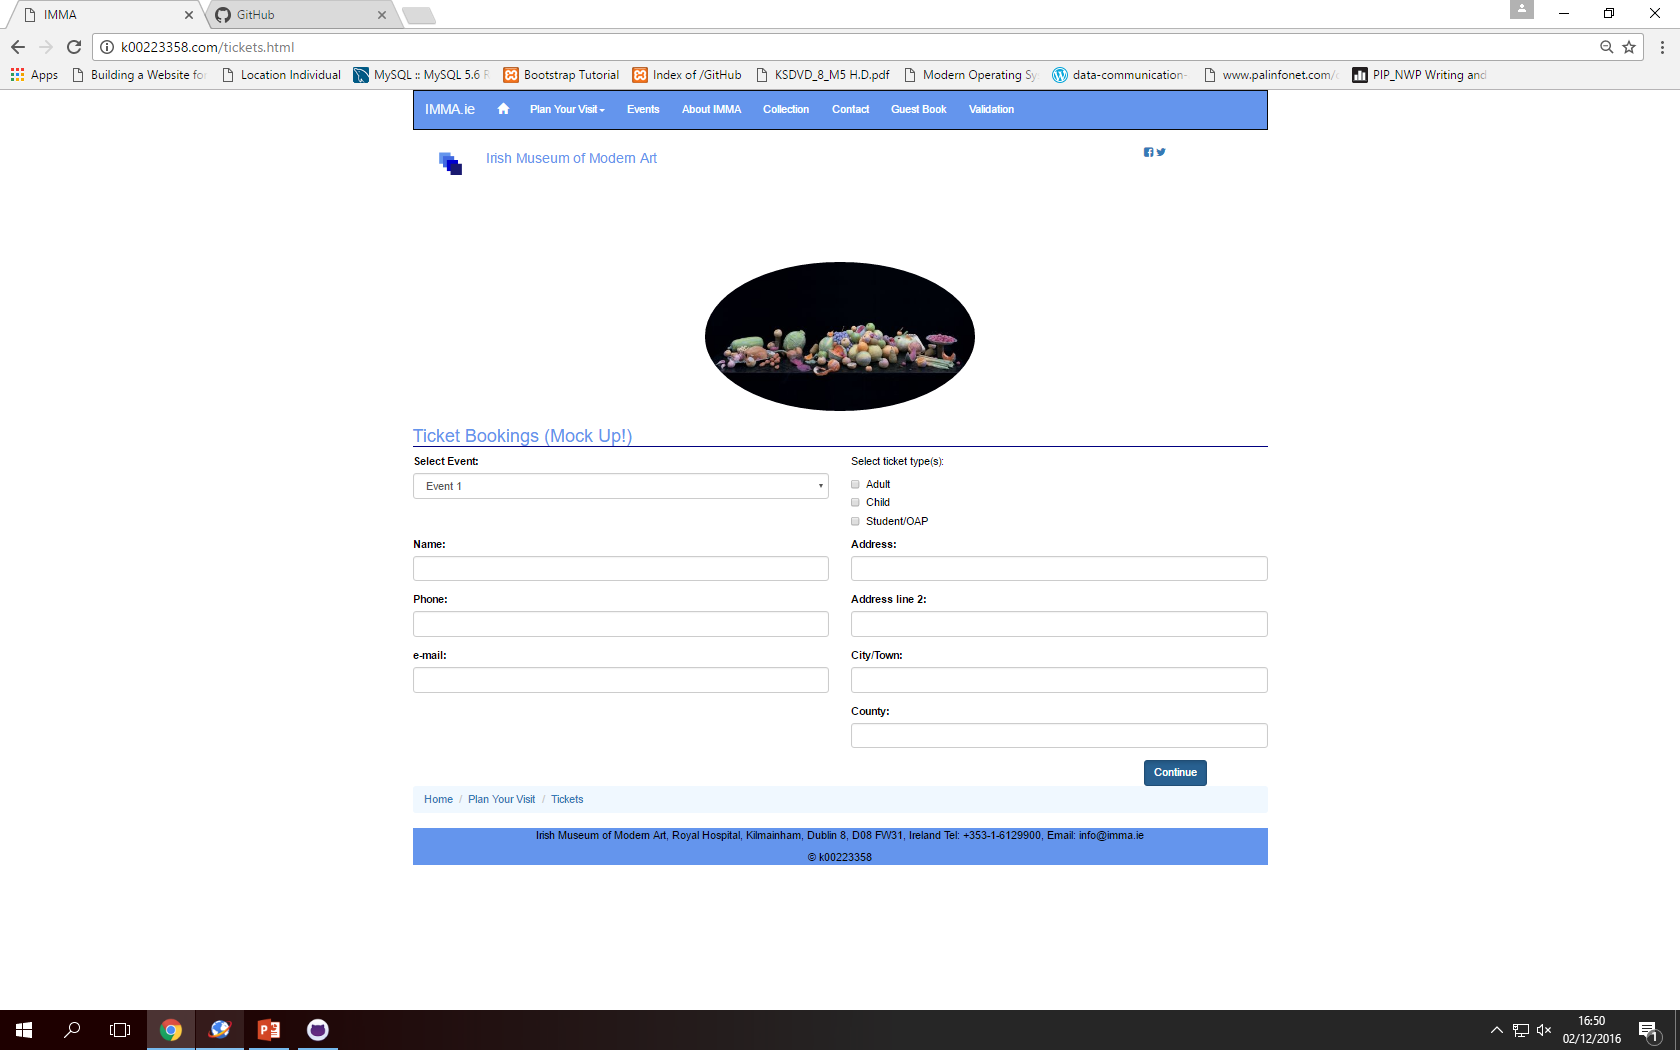 IMMA
GitHub
k00223358.com/tickets.html
Apps
Building a Website for
Location Individual
MySQL :: MySQL 5.6 R
Bootstrap Tutorial
Index of /GitHub
KSDVD_8_M5 H.D.pdf
Modern Operating Sy
data-communication-
www.palinfonet.com/
PIP_NWP Writing and
IMMA.ie
Plan Your Visit
Events
About IMMA
Collection
Contact
Guest Book
Validation
Irish Museum of Modern Art
Ticket Bookings (Mock Up!)
Select Event:
Event 1
Select ticket type(s):
Adult
Child
Student/OAP
Name:
Address:
Phone:
Address line 2:
e-mail:
City/Town:
County:
Continue
Home / Plan Your Visit / Tickets
Irish Museum of Modern Art, Royal Hospital, Kilmainham, Dublin 8, D08 FW31, Ireland Tel: +353-1-6129900, Email: info@imma.ie
© k00223358
16:50
02/12/2016
1